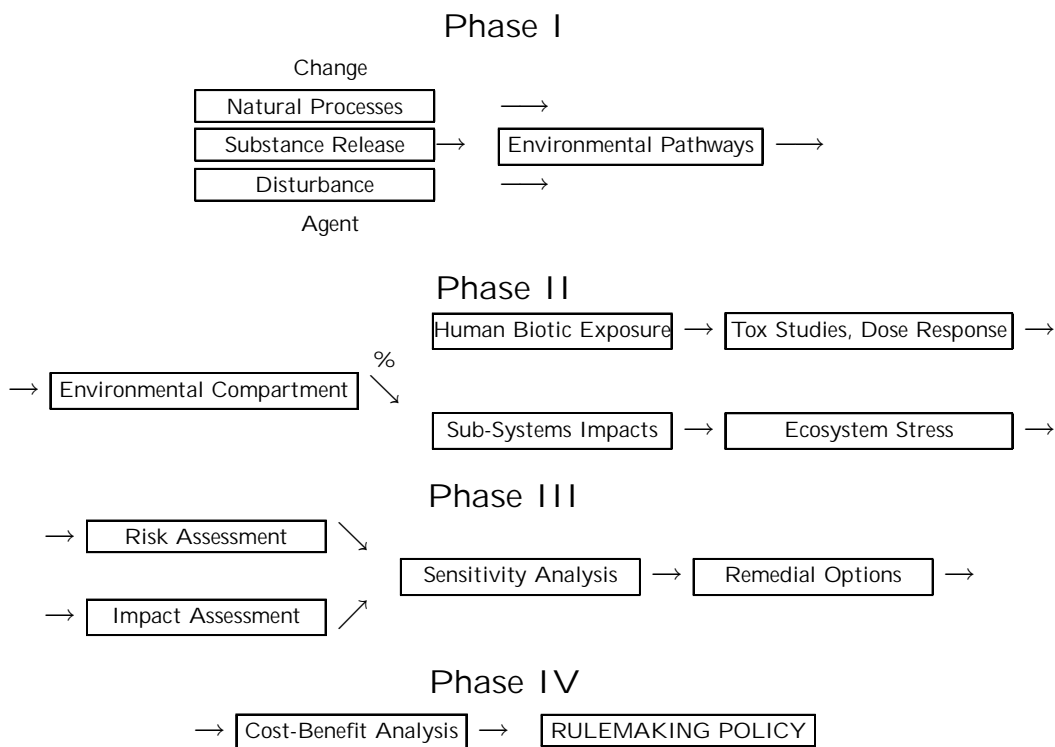 Phase I
Change
Natural Processes →
Substance Release → Environmental Pathways →
Disturbance →
Agent
Phase II
Human Biotic Exposure → Tox Studies, Dose Response →
%
→ Environmental Compartment ↘
Sub-Systems Impacts → Ecosystem Stress →
Phase III
→ Risk Assessment ↘
Sensitivity Analysis → Remedial Options →
→ Impact Assessment ↗
Phase IV
→ Cost-Benefit Analysis → RULEMAKING POLICY